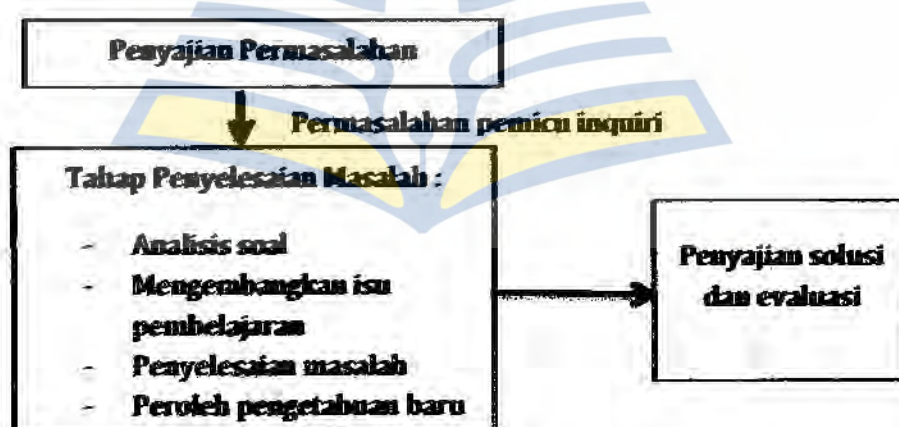 Penyajian Permasalahan
Permasalahan pemicu inquiri
Tahap Penyelesaian Masalah :
- Analisis soal
- Mengembangkan isu
pembelajaran
- Penyelesaian masalah
- Peroleh pengetahuan baru
Penyajian solusi
dan evaluasi